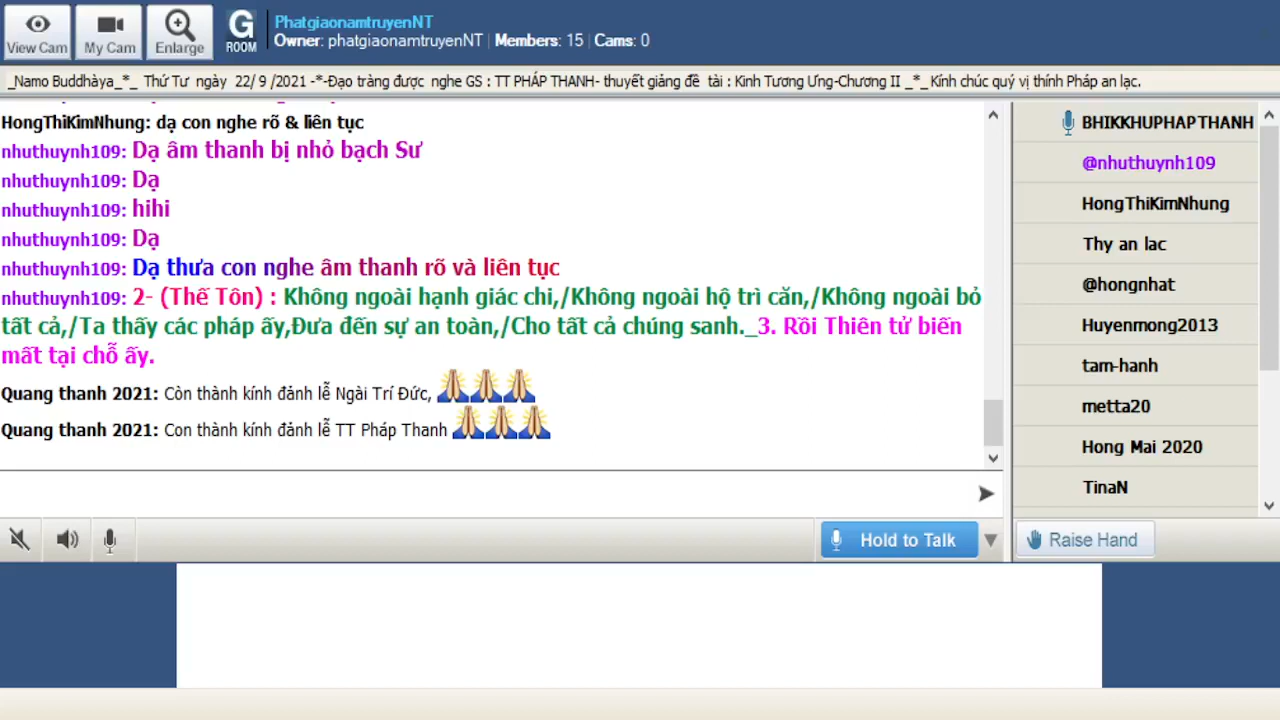 View Cam
My Cam
Enlarge
G
ROOM
PhatgiaonamtruyenNT
Owner: phatgiaonamtruyenNT | Members: 15 | Cams: 0
_Namo Buddhàya_*_ Thứ Tư ngày 22/ 9 /2021 -*-Đạo tràng được nghe GS : TT PHÁP THANH- thuyết giảng đề tài : Kinh Tương Ưng-Chương II _*_Kính chúc quý vị thính Pháp an lạc.
HongThiKimNhung: dạ con nghe rõ & liên tục
nhuthuynh109: Dạ âm thanh bị nhỏ bạch Sư
nhuthuynh109: Dạ
nhuthuynh109: hihi
nhuthuynh109: Dạ
nhuthuynh109: Dạ thưa con nghe âm thanh rõ và liên tục
nhuthuynh109: 2- (Thế Tôn) : Không ngoài hạnh giác chi,/Không ngoài hộ trì căn,/Không ngoài bỏ
tất cả,/Ta thấy các pháp ấy,Đưa đến sự an toàn,/Cho tất cả chúng sanh._3. Rồi Thiên tử biến
mất tại chỗ ấy.
Quang thanh 2021: Còn thành kính đảnh lễ Ngài Trí Đức, 🙏🙏🙏
Quang thanh 2021: Con thành kính đảnh lễ TT Pháp Thanh 🙏🙏🙏
BHIKKHUPHAPTHANH
@nhuthuynh109
HongThiKimNhung
Thy an lac
@hongnhat
Huyenmong2013
tam-hanh
metta20
Hong Mai 2020
TinaN
Hold to Talk
Raise Hand